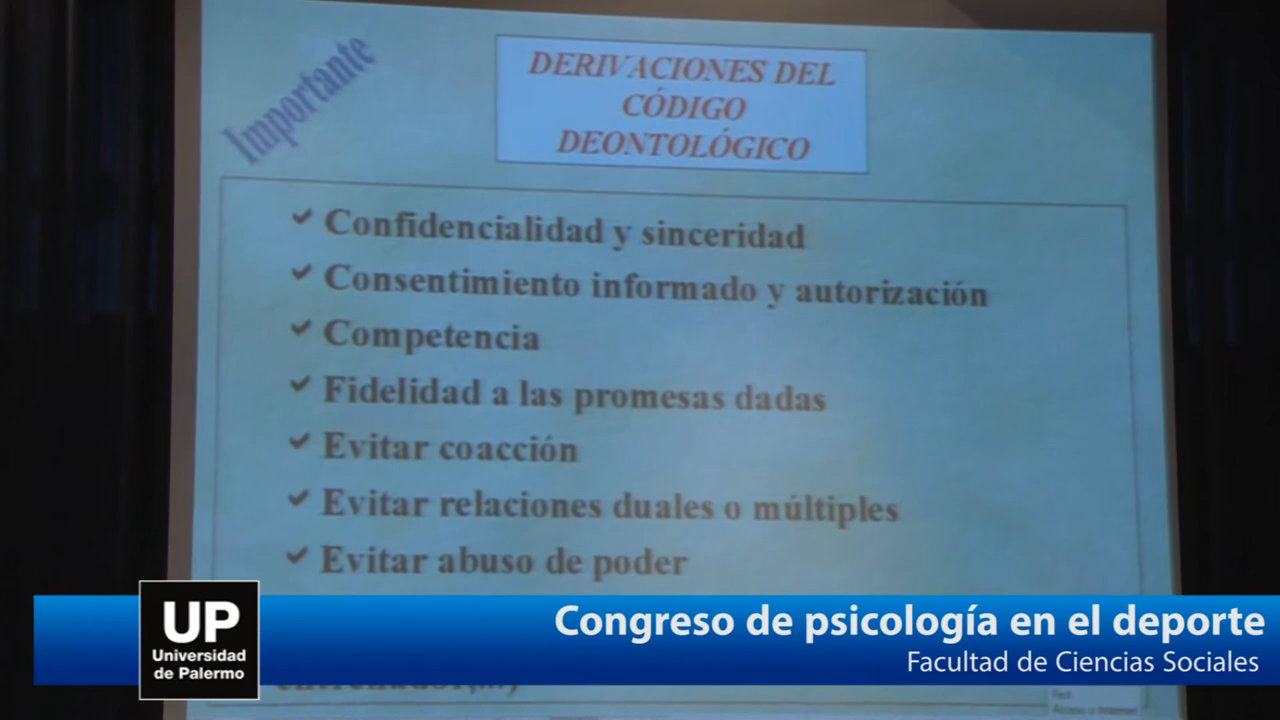 Importante
DERIVACIONES DEL
CÓDIGO
DEONTOLÓGICO
✓ Confidencialidad y sinceridad
✓ Consentimiento informado y autorización
✓ Competencia
✓ Fidelidad a las promesas dadas
✓ Evitar coacción
✓ Evitar relaciones duales o múltiples
✓ Evitar abuso de poder
UP
Universidad
de Palermo
Congreso de psicología en el deporte
Facultad de Ciencias Sociales